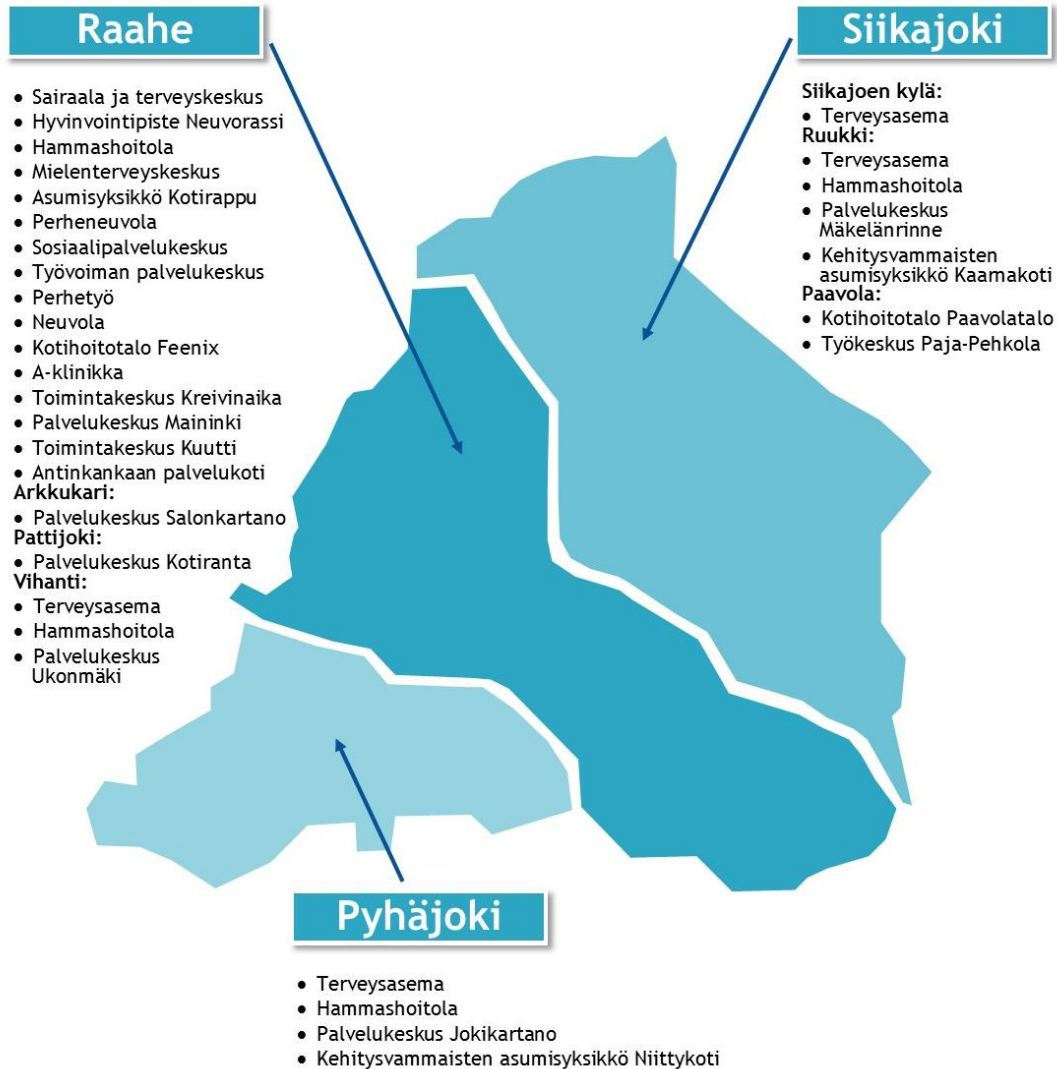 Raahe
• Sairaala ja terveyskeskus
• Hyvinvointipiste Neuvorassi
• Hammashoitola
• Mielenterveyskeskus
• Asumisyksikkö Kotirappu
• Perheneuvola
• Sosiaalipalvelukeskus
• Työvoiman palvelukeskus
• Perhetyö
• Neuvola
• Kotihoitotalo Feenix
• A-klinikka
• Toimintakeskus Kreivinaika
• Palvelukeskus Maininki
• Toimintakeskus Kuutti
• Antinkankaan palvelukoti
Arkkukari:
• Palvelukeskus Salonkartano
Pattijoki:
• Palvelukeskus Kotiranta
Vihanti:
• Terveysasema
• Hammashoitola
• Palvelukeskus
Ukonmäki
Siikajoki
Siikajoen kylä:
• Terveysasema
Ruukki:
• Terveysasema
• Hammashoitola
• Palvelukeskus
Mäkelänrinne
• Kehitysvammaisten
asumisyksikkö Kaarnakoti
Paavola:
• Kotihoitotalo Paavolatalo
• Työkeskus Paja-Pehkola
Pyhäjoki
• Terveysasema
• Hammashoitola
• Palvelukeskus Jokikartano
• Kehitysvammaisten asumisyksikkö Niittykoti